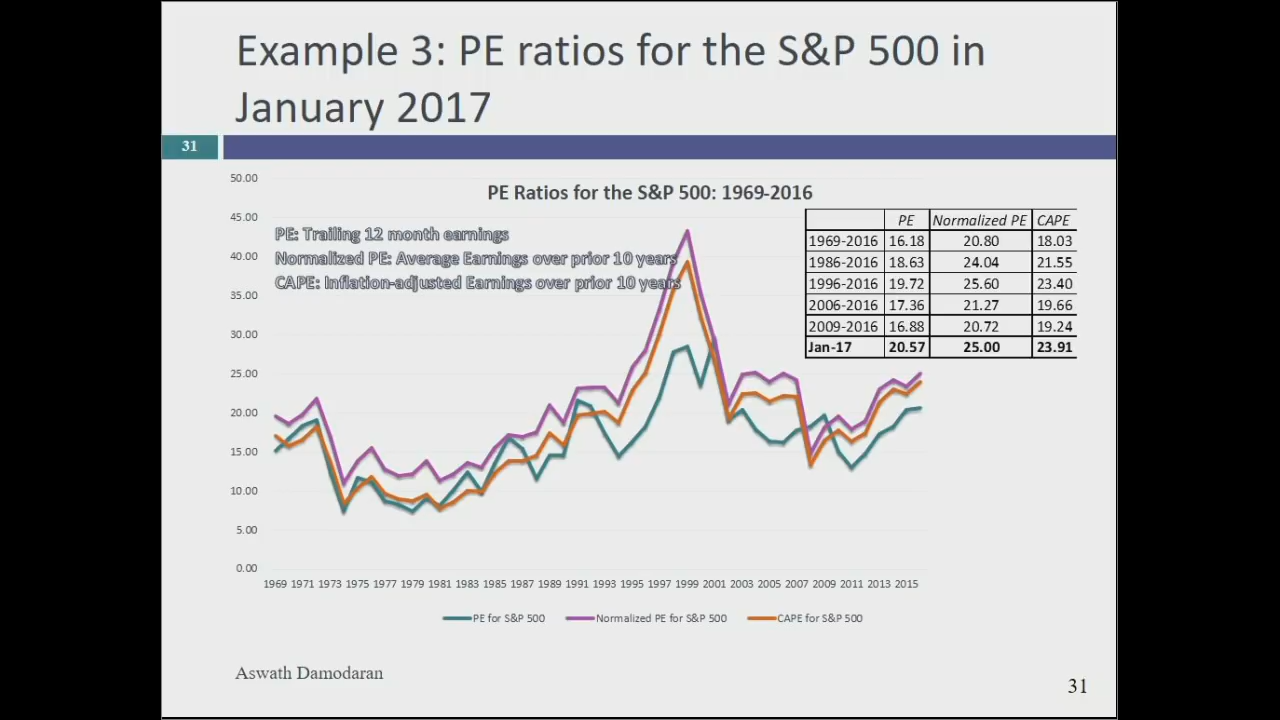 Example 3: PE ratios for the S&P 500 in
January 2017
31
PE Ratios for the S&P 500: 1969-2016
50.00
45.00
40.00
35.00
30.00
25.00
20.00
15.00
10.00
5.00
0.00
PE: Trailing 12 month earnings
Normalized PE: Average Earnings over prior 10 years
CAPE: Inflation-adjusted Earnings over prior 10 years
PE Normalized PE CAPE
1969-2016 16.18 20.80 18.03
1986-2016 18.63 24.04 21.55
1996-2016 19.72 25.60 23.40
2006-2016 17.36 21.27 19.66
2009-2016 16.88 20.72 19.24
Jan-17 20.57 25.00 23.91
1969 1971 1973 1975 1977 1979 1981 1983 1985 1987 1989 1991 1993 1995 1997 1999 2001 2003 2005 2007 2009 2011 2013 2015
PE for S&P 500 Normalized PE for S&P 500 CAPE for S&P 500
Aswath Damodaran
31